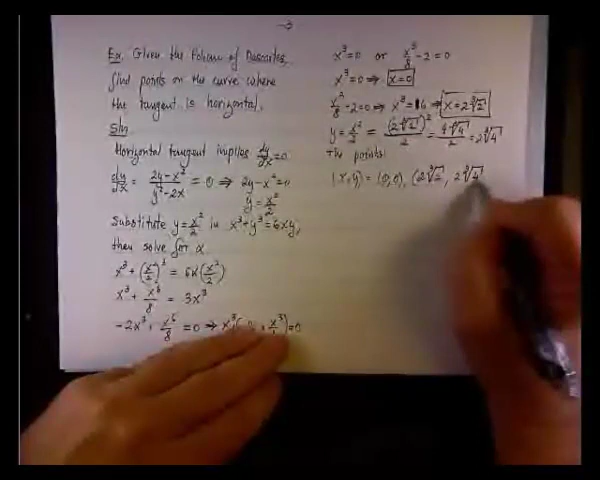 Ex. Given the Folium of Descartes,
find points on the curve where
the tangent is horizontal.
Sln
Horizontal tangent implies dy/dx = 0.
dy/dx = (2y - x²)/(y² - 2x) = 0 ⇒ 2y - x² = 0
y = x²/2
Substitute y = x²/2 in x³ + y³ = 6xy,
then solve for x
x³ + (x²/2)³ = 6x(x²/2)
x³ + x⁶/8 = 3x³
-2x³ + x⁶/8 = 0 ⇒ x³( + x³/ ) = 0
x³ = 0 or x³/8 - 2 = 0
x³ = 0 ⇒ x = 0
x³/8 - 2 = 0 ⇒ x³ = 16 ⇒ x = 2∛2
y = x²/2 = (2∛2)²/2 = 4∛4/2 = 2∛4
The points
(x, y) = (0, 0), (2∛2, 2∛4